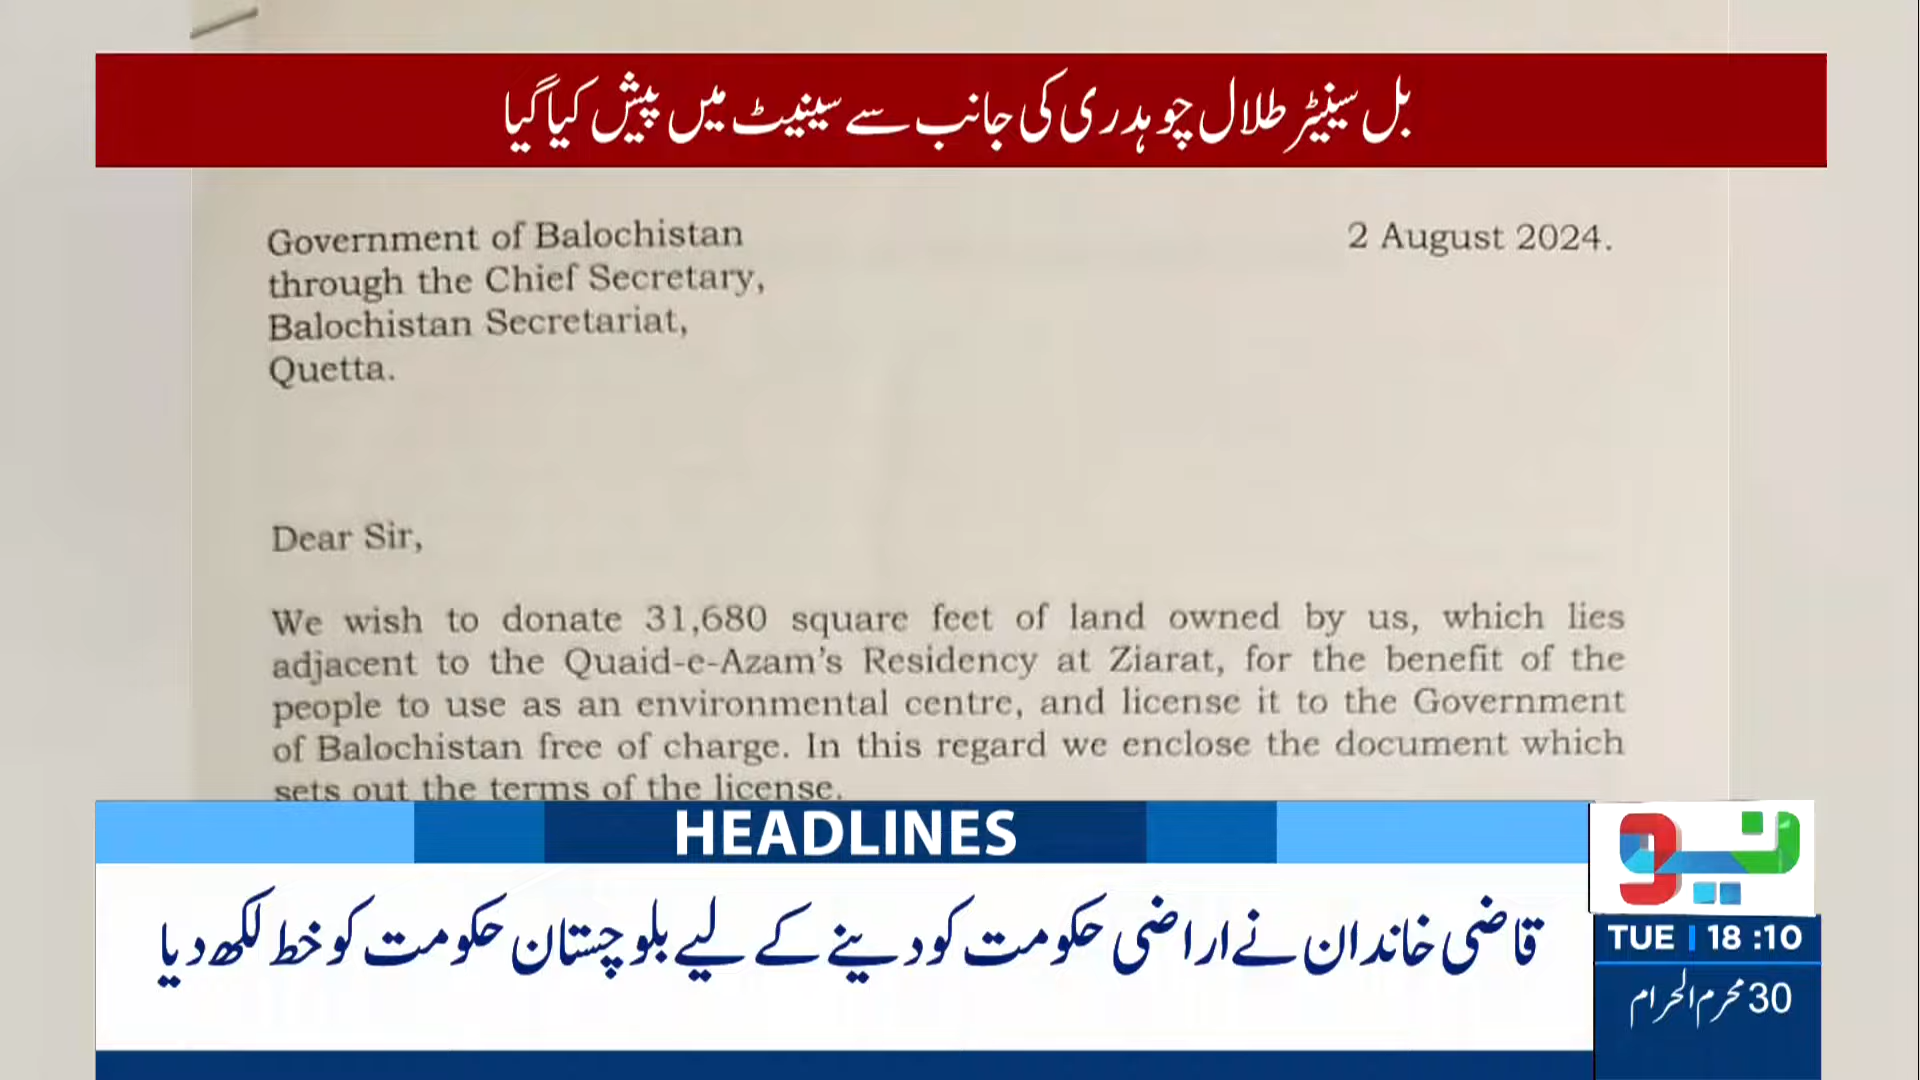 بل سینیٹر طلال چوہدری کی جانب سے سینیٹ میں پیش کیا گیا
Government of Balochistan
through the Chief Secretary,
Balochistan Secretariat,
Quetta.
2 August 2024.
Dear Sir,
We wish to donate 31,680 square feet of land owned by us, which lies
adjacent to the Quaid-e-Azam's Residency at Ziarat, for the benefit of the
people to use as an environmental centre, and license it to the Government
of Balochistan free of charge. In this regard we enclose the document which
sets out the terms of the license.
HEADLINES
قاضی خاندان نے اراضی حکومت کو دینے کے لیے بلوچستان حکومت کو خط لکھ دیا
نیو
TUE | 18 :10
30 محرم الحرام